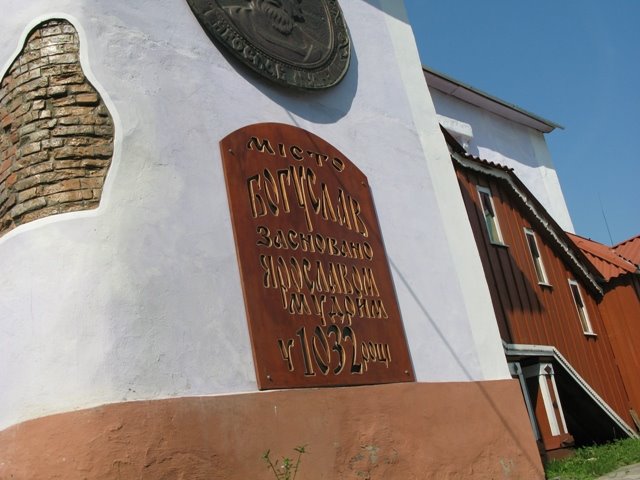 МІСТО
БОГУСЛАВ
ЗАСНОВАНО
ЯРОСЛАВОМ
МУДРИМ
У 1032 РОЦІ